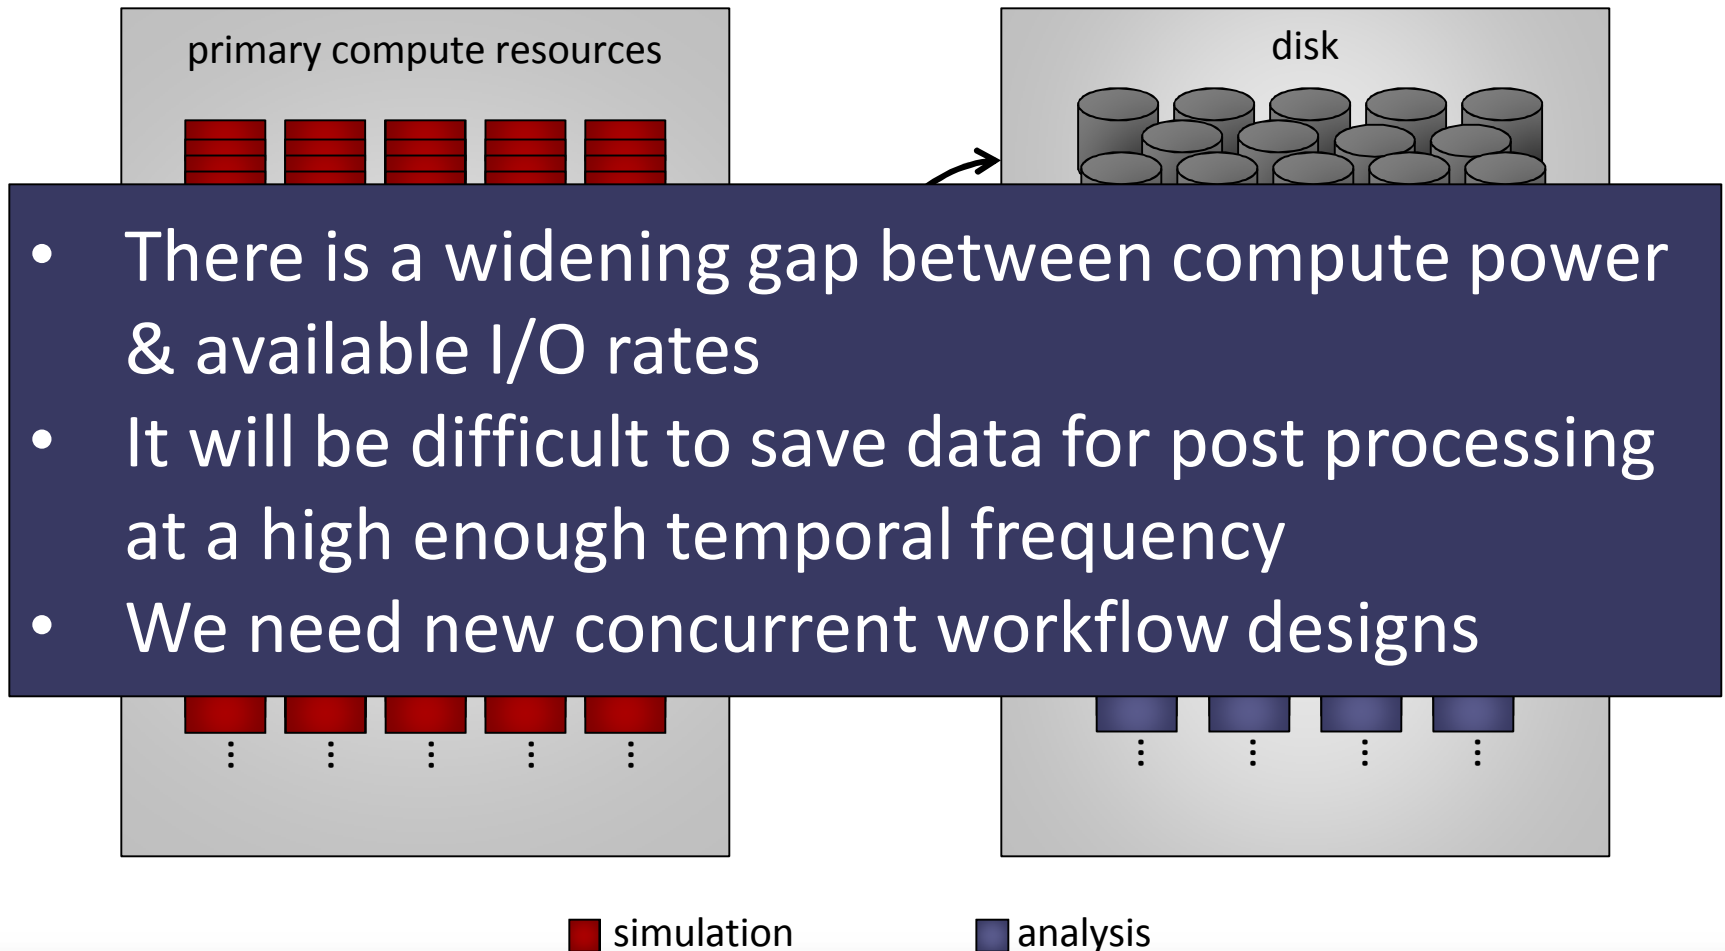 primary compute resources
disk
• There is a widening gap between compute power
& available I/O rates
• It will be difficult to save data for post processing
at a high enough temporal frequency
• We need new concurrent workflow designs
simulation
analysis